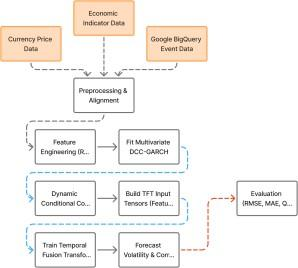 Economic
Indicator Data
Currency Price
Data
Google BigQuery
Event Data
Preprocessing &
Alignment
Feature
Engineering (R...
Fit Multivariate
DCC-GARCH
Dynamic
Conditional Co...
Build TFT Input
Tensors (Featu...
Evaluation
(RMSE, MAE, Q...
Train Temporal
Fusion Transfo...
Forecast
Volatility & Corr...